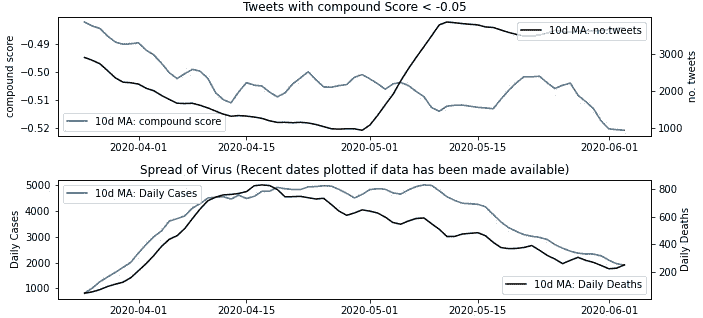 Tweets with compound Score < -0.05
compound score
−0.49
−0.50
−0.51
−0.52
10d MA: compound score
10d MA: no.tweets
3000
2000
1000
no. tweets
2020-04-01
2020-04-15
2020-05-01
2020-05-15
2020-06-01
Spread of Virus (Recent dates plotted if data has been made available)
Daily Cases
5000
4000
3000
2000
1000
10d MA: Daily Cases
10d MA: Daily Deaths
800
600
400
200
Daily Deaths
2020-04-01
2020-04-15
2020-05-01
2020-05-15
2020-06-01